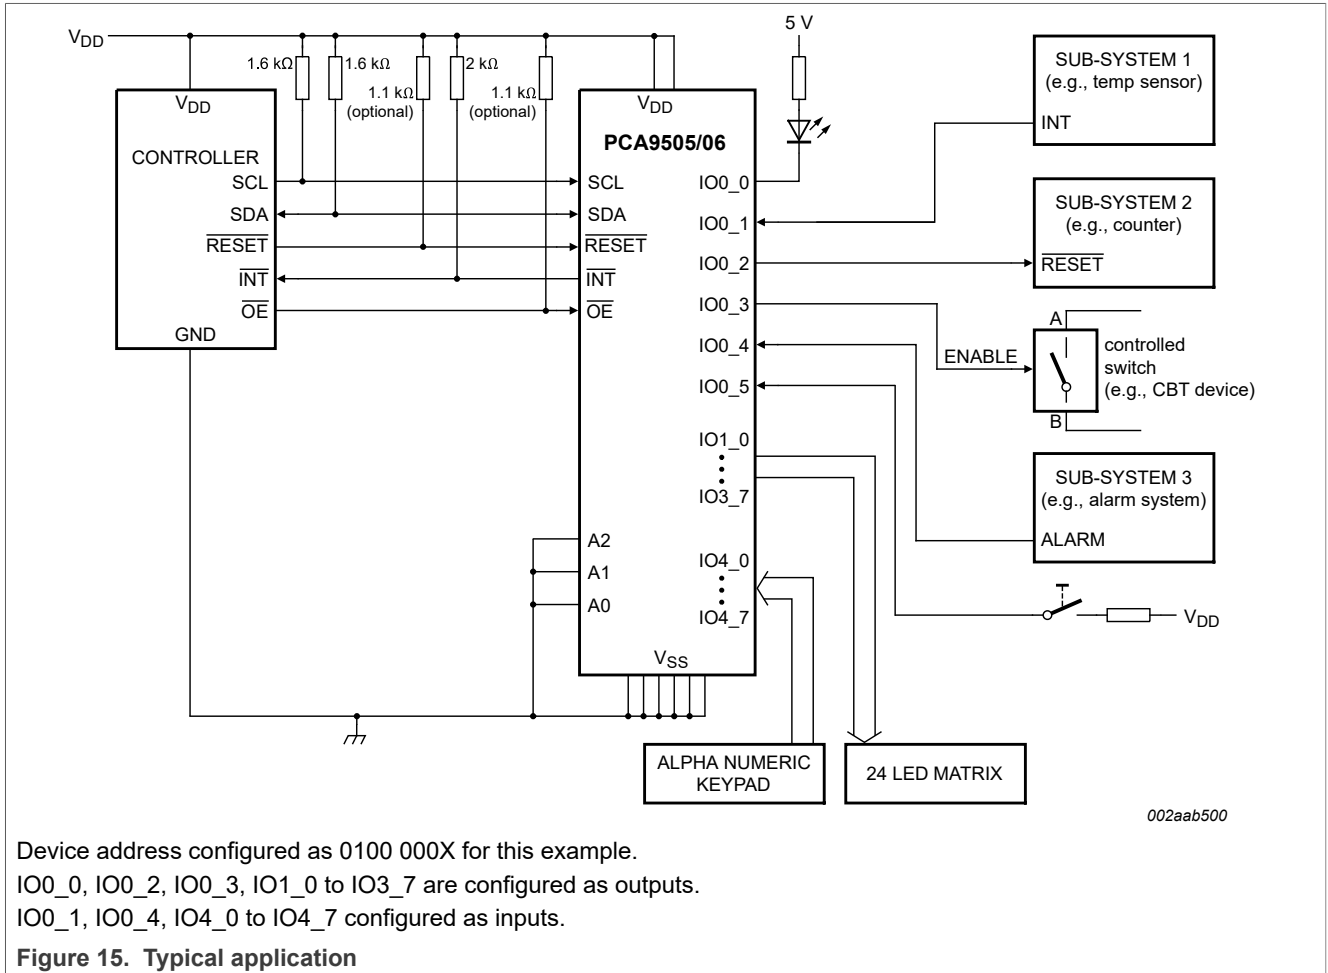 V_DD
1.6 kΩ
1.6 kΩ
1.1 kΩ
(optional)
2 kΩ
1.1 kΩ
(optional)
5 V
V_DD
CONTROLLER
SCL
SDA
RESET
INT
OE
GND
V_DD
PCA9505/06
SCL
SDA
RESET
INT
OE
A2
A1
A0
V_SS
IO0_0
IO0_1
IO0_2
IO0_3
IO0_4
IO0_5
IO1_0
IO3_7
IO4_0
IO4_7
SUB-SYSTEM 1
(e.g., temp sensor)
INT
SUB-SYSTEM 2
(e.g., counter)
RESET
ENABLE
A
B
controlled
switch
(e.g., CBT device)
SUB-SYSTEM 3
(e.g., alarm system)
ALARM
V_DD
ALPHA NUMERIC
KEYPAD
24 LED MATRIX
002aab500
Device address configured as 0100 000X for this example.
IO0_0, IO0_2, IO0_3, IO1_0 to IO3_7 are configured as outputs.
IO0_1, IO0_4, IO4_0 to IO4_7 configured as inputs.
Figure 15. Typical application